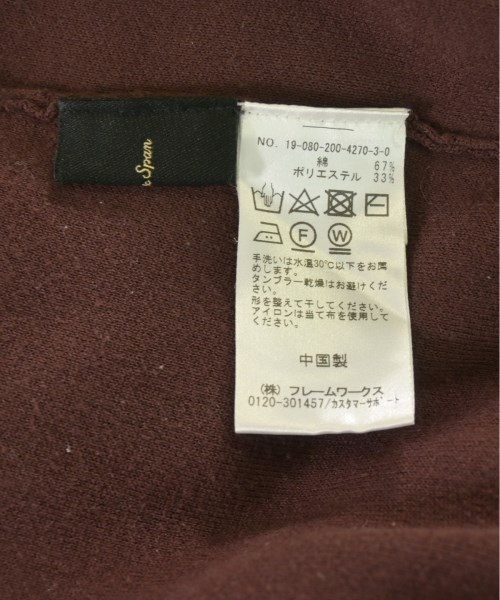 Span
NO. 19-080-200-4270-3-0
綿 67%
ポリエステル 33%
F W
手洗いは水温30℃以下をお薦
めします。
タンブラー乾燥はお避けくださ
い。
形を整えて干してください。
アイロンは当て布を使用して
ください。
中国製
(株) フレームワークス
0120-301457/カスタマーサポート